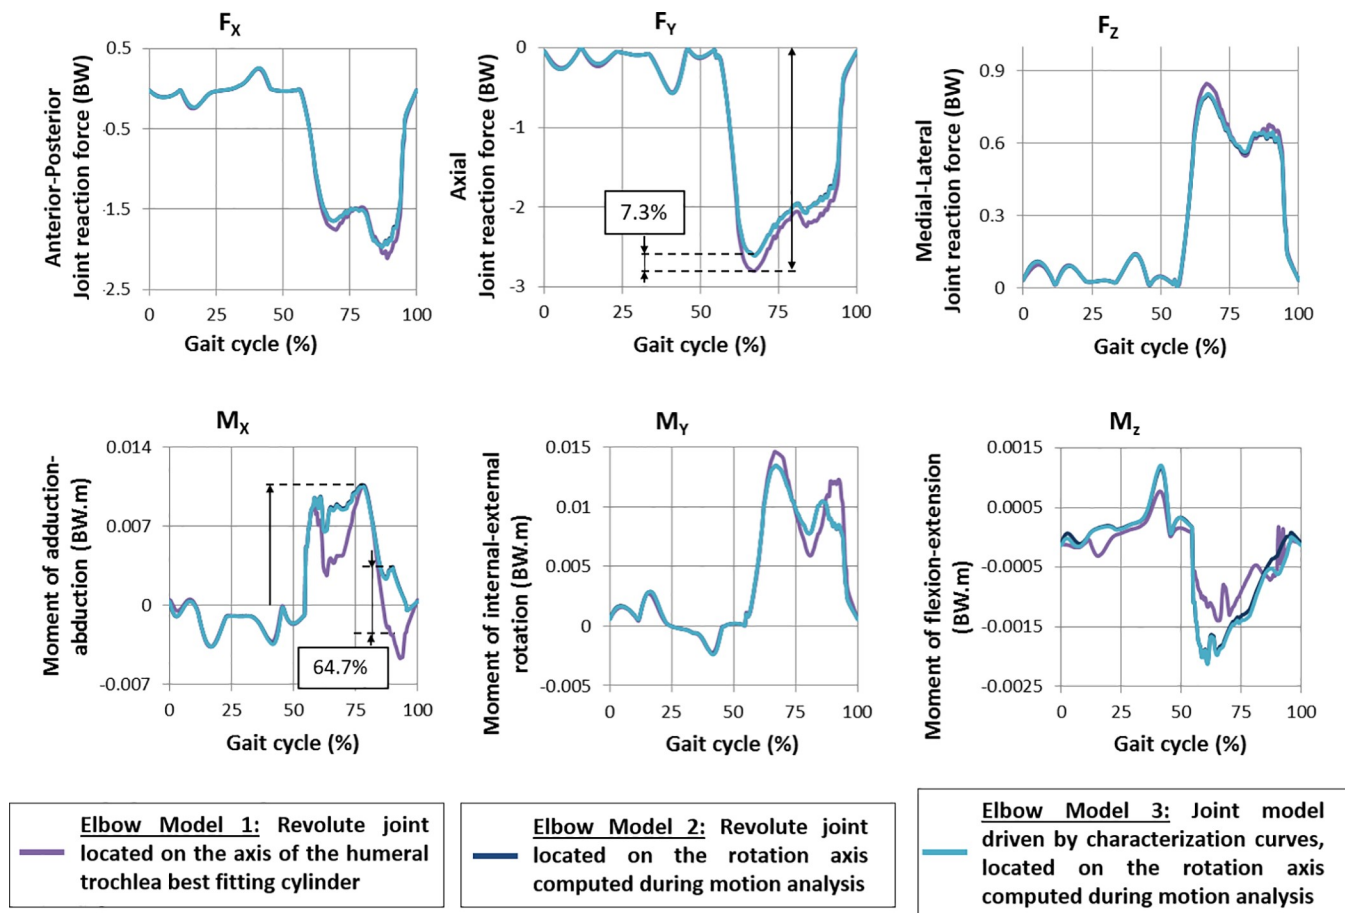 F_X
F_Y
F_Z
Anterior-Posterior
Joint reaction force (BW)
0.5
-0.5
-1.5
-2.5
0
25
50
75
100
Gait cycle (%)
Axial
Joint reaction force (BW)
0
-1
-2
-3
7.3%
0
25
50
75
100
Gait cycle (%)
Medial-Lateral
Joint reaction force (BW)
0.9
0.6
0.3
0
0
25
50
75
100
Gait cycle (%)
M_X
M_Y
M_z
Moment of adduction-
abduction (BW.m)
0.014
0.007
0
-0.007
64.7%
0
25
50
75
100
Gait cycle (%)
Moment of internal-external
rotation (BW.m)
0.015
0.01
0.005
0
-0.005
0
25
50
75
100
Gait cycle (%)
Moment of flexion-extension
(BW.m)
0.0015
0.0005
-0.0005
-0.0015
-0.0025
0
25
50
75
100
Gait cycle (%)
Elbow Model 1: Revolute joint
located on the axis of the humeral
trochlea best fitting cylinder
Elbow Model 2: Revolute joint
located on the rotation axis
computed during motion analysis
Elbow Model 3: Joint model
driven by characterization curves,
located on the rotation axis
computed during motion analysis